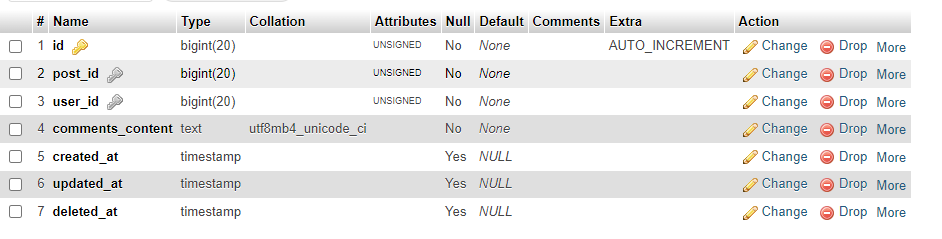 # Name Type Collation Attributes Null Default Comments Extra Action
1 id bigint(20) UNSIGNED No None AUTO_INCREMENT Change Drop More
2 post_id bigint(20) UNSIGNED No None Change Drop More
3 user_id bigint(20) UNSIGNED No None Change Drop More
4 comments_content text utf8mb4_unicode_ci No None Change Drop More
5 created_at timestamp Yes NULL Change Drop More
6 updated_at timestamp Yes NULL Change Drop More
7 deleted_at timestamp Yes NULL Change Drop More